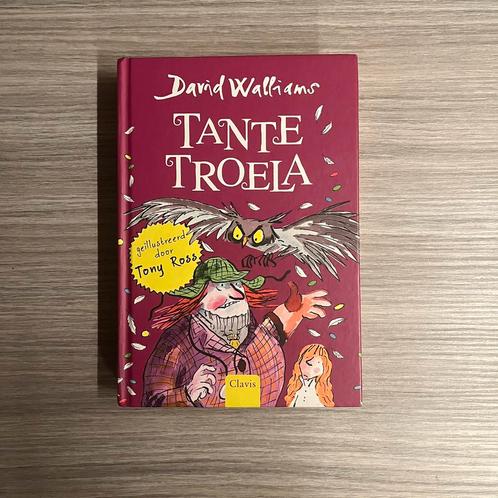 David Walliams
TANTE
TROELA
geïllustreerd
door
Tony Ross
Clavis